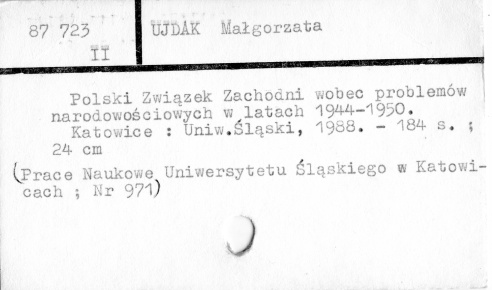 87 723
II
UJDAK Małgorzata
Polski Związek Zachodni wobec problemów
narodowościowych w latach 1944-1950.
Katowice : Uniw.Śląski, 1988. - 184 s. ;
24 cm
(Prace Naukowe Uniwersytetu Śląskiego w Katowi-
cach ; Nr 971)